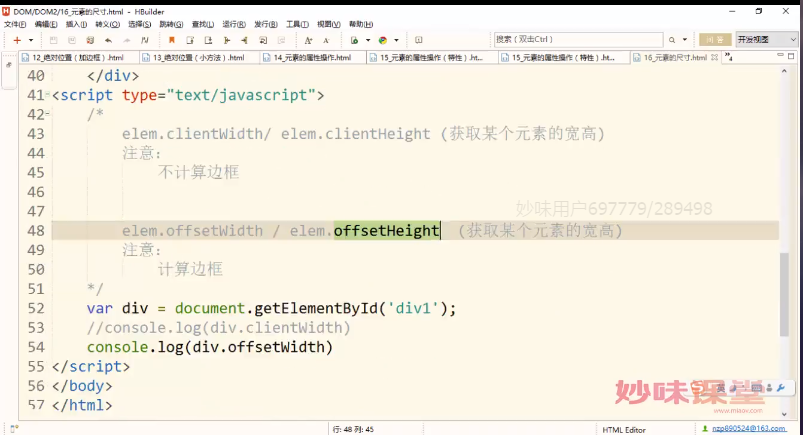 DOM/DOM2/16_元素的尺寸.html - HBuilder
文件(F) 编辑(E) 插入(I) 转义(O) 选择(S) 跳转(G) 查找(L) 运行(R) 发行(B) 工具(T) 视图(V) 帮助(H)
搜索（双击Ctrl） 问 答 开发视图
12_绝对位置（加边框）.html 13_绝对位置（小方法）.html 14_元素的属性操作.html 15_元素的属性操作（特性）.ht... 15_元素的属性操作（特性）.ht... 16_元素的尺寸.html "4
40 </div>
41 <script type="text/javascript">
42 /*
43 elem.clientWidth/ elem.clientHeight (获取某个元素的宽高)
44 注意:
45 不计算边框
46
47
妙味用户697779/289498
48 elem.offsetWidth / elem.offsetHeight (获取某个元素的宽高)
49 注意:
50 计算边框
51 */
52 var div = document.getElementById('div1');
53 //console.log(div.clientWidth)
54 console.log(div.offsetWidth)
55 </script>
56 </body>
57 </html>
妙味课堂
www.miaov.com
英
行: 48 列: 45 HTML Editor nzp890524@163.com